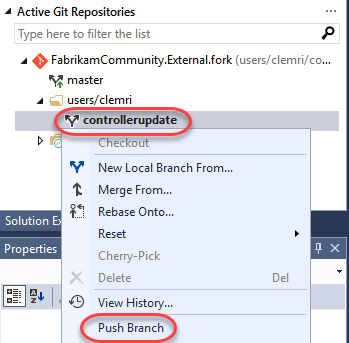 Active Git Repositories
Type here to filter the list
FabrikamCommunity.External.fork (users/clemri/co...
master
users/clemri
controllerupdate
Checkout
New Local Branch From...
Merge From...
Rebase Onto...
Reset
Cherry-Pick
Delete Del
View History...
Push Branch
Solution Ex
Properties